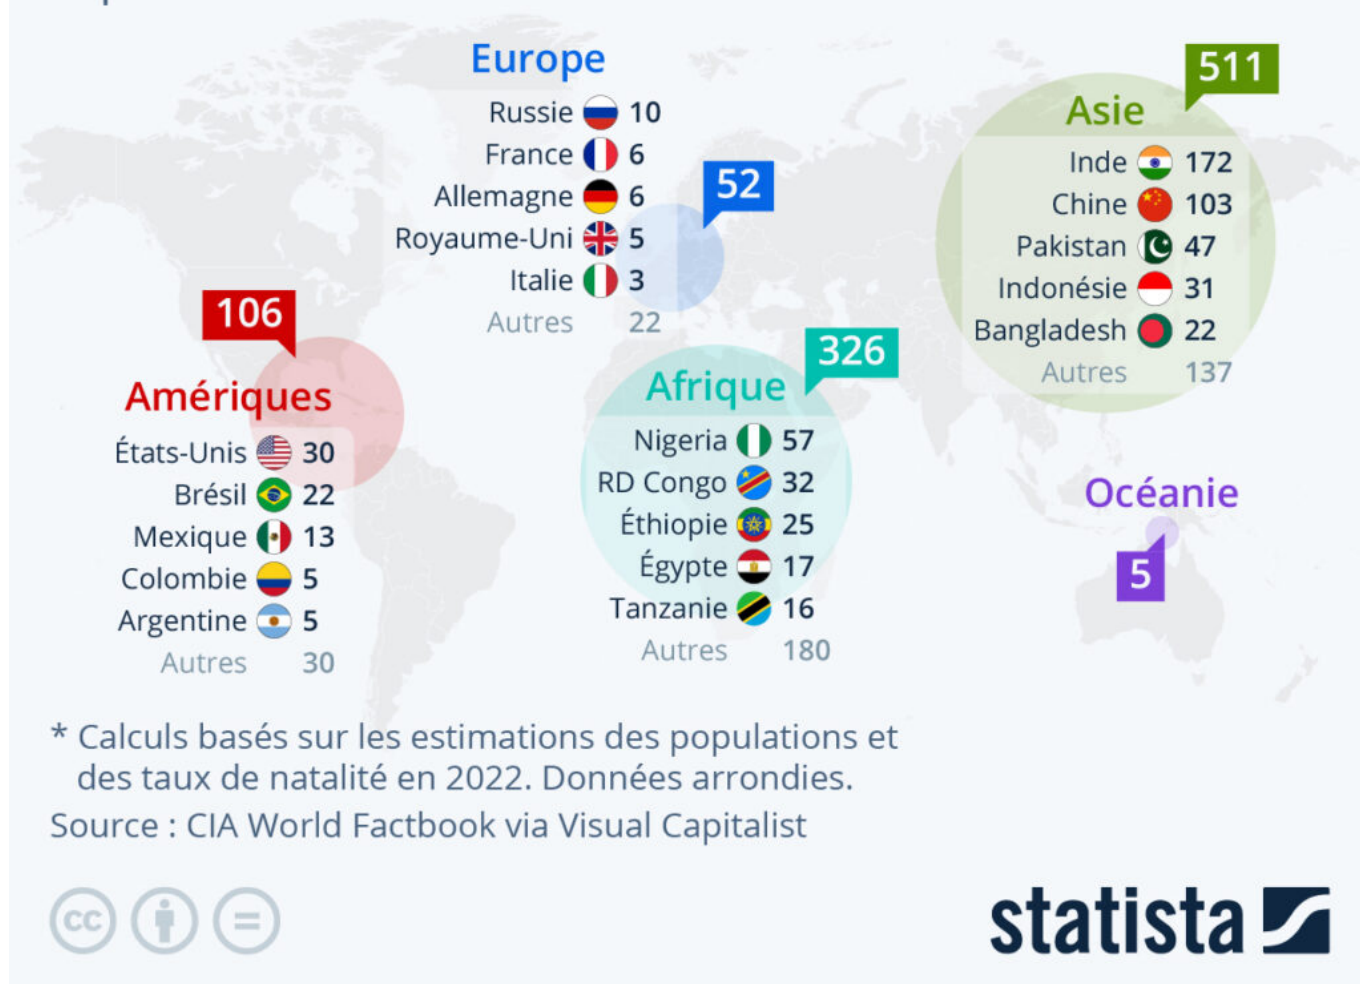 Europe
Russie 10
France 6
Allemagne 6
Royaume-Uni 5
Italie 3
Autres 22
52
511
Asie
Inde 172
Chine 103
Pakistan 47
Indonésie 31
Bangladesh 22
Autres 137
106
Amériques
États-Unis 30
Brésil 22
Mexique 13
Colombie 5
Argentine 5
Autres 30
326
Afrique
Nigeria 57
RD Congo 32
Éthiopie 25
Égypte 17
Tanzanie 16
Autres 180
Océanie
5
* Calculs basés sur les estimations des populations et
des taux de natalité en 2022. Données arrondies.
Source : CIA World Factbook via Visual Capitalist
cc
statista